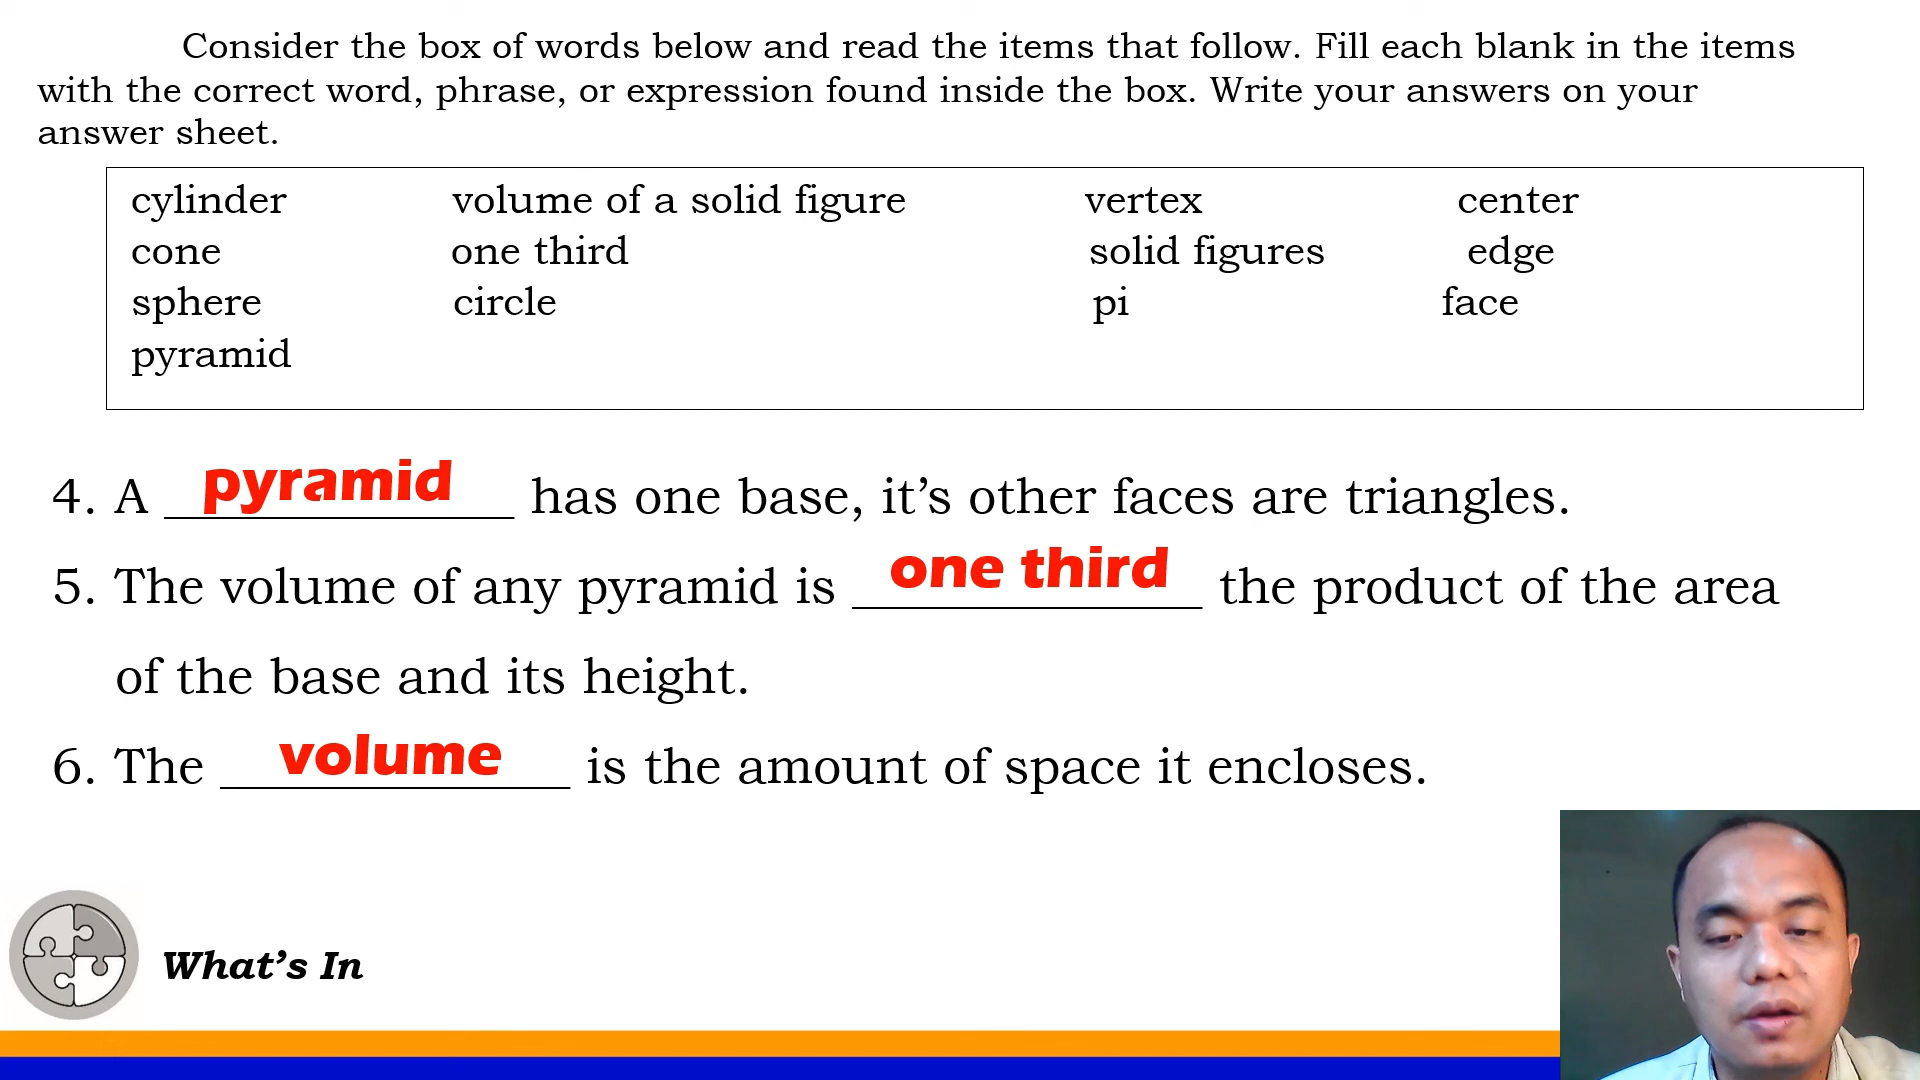 Consider the box of words below and read the items that follow. Fill each blank in the items
with the correct word, phrase, or expression found inside the box. Write your answers on your
answer sheet.
cylinder volume of a solid figure vertex center
cone one third solid figures edge
sphere circle pi face
pyramid
4. A pyramid has one base, it’s other faces are triangles.
5. The volume of any pyramid is one third the product of the area
of the base and its height.
6. The volume is the amount of space it encloses.
What’s In